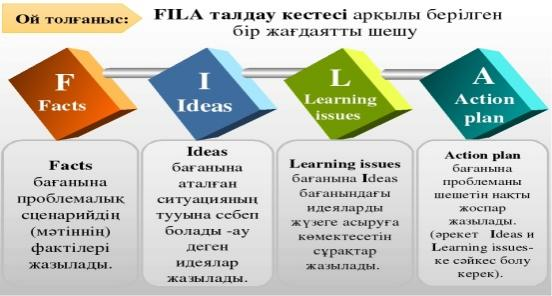 Ой толғаныс:
FILA талдау кестесі арқылы берілген
бір жағдаятты шешу
F
Facts
I
Ideas
L
Learning
issues
A
Action
plan
Facts
бағанына
проблемалық
сценарийдің
(мәтіннің)
фактілері
жазылады.
Ideas
бағанына
аталған
ситуацияның
тууына себеп
болады -ау
деген
идеялар
жазылады.
Learning issues
бағанына Ideas
бағанындағы
идеяларды
жүзеге асыруға
көмектесетін
сұрақтар
жазылады.
Action plan
бағанына
проблеманы
шешетін нақты
жоспар
жазылады.
(әрекет Ideas и
Learning issues-
ке сәйкес болу
керек).